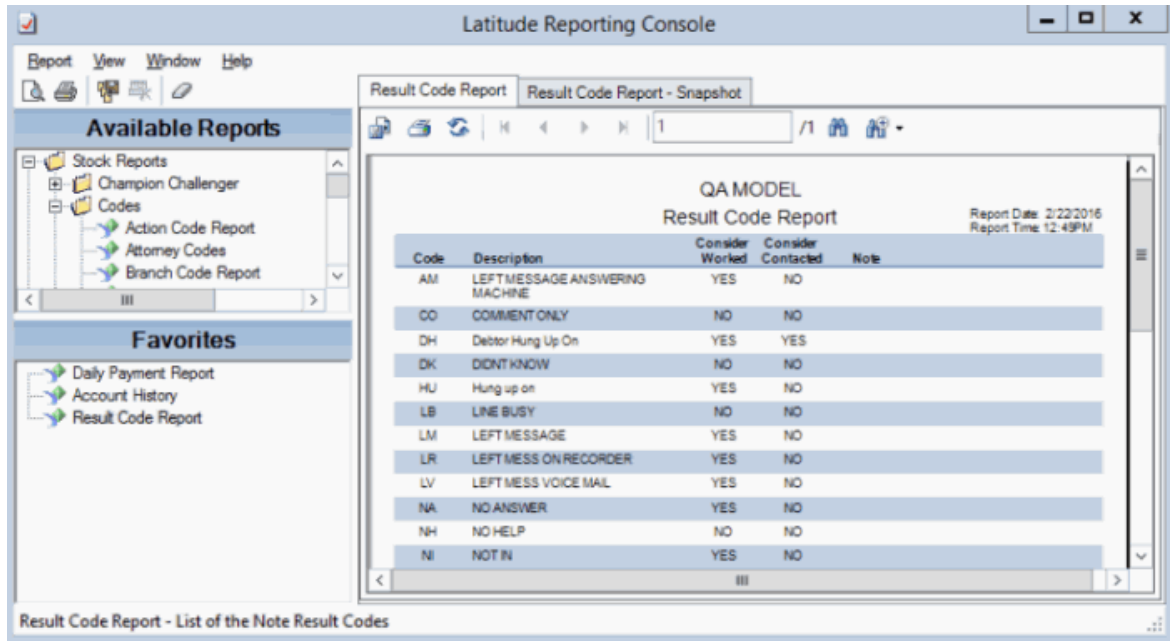 Latitude Reporting Console
Report View Window Help
Available Reports
Stock Reports
Champion Challenger
Codes
Action Code Report
Attorney Codes
Branch Code Report
Favorites
Daily Payment Report
Account History
Result Code Report
Result Code Report Result Code Report - Snapshot
1 /1
QA MODEL
Result Code Report
Report Date: 2/22/2016
Report Time: 12:49PM
Consider Consider
Code Description Worked Contacted Note
AM LEFT MESSAGE ANSWERING YES NO
MACHINE
CO COMMENT ONLY NO NO
DH Debtor Hung Up On YES YES
DK DIDNT KNOW NO NO
HU Hung up on YES NO
LB LINE BUSY NO NO
LM LEFT MESSAGE YES NO
LR LEFT MESS ON RECORDER YES NO
LV LEFT MESS VOICE MAIL YES NO
NA NO ANSWER YES NO
NH NO HELP NO NO
NI NOT IN YES NO
Result Code Report - List of the Note Result Codes